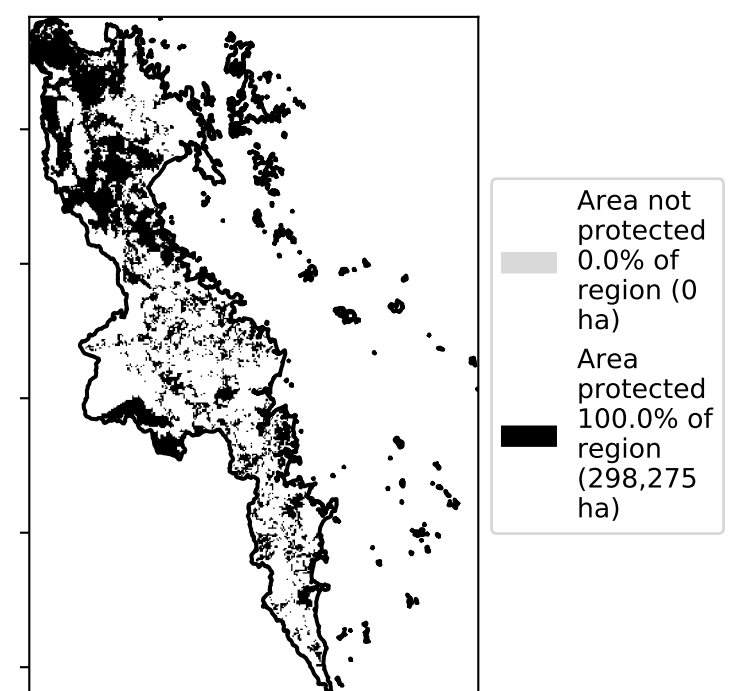 Area not
protected
0.0% of
region (0
ha)
Area
protected
100.0% of
region
(298,275
ha)